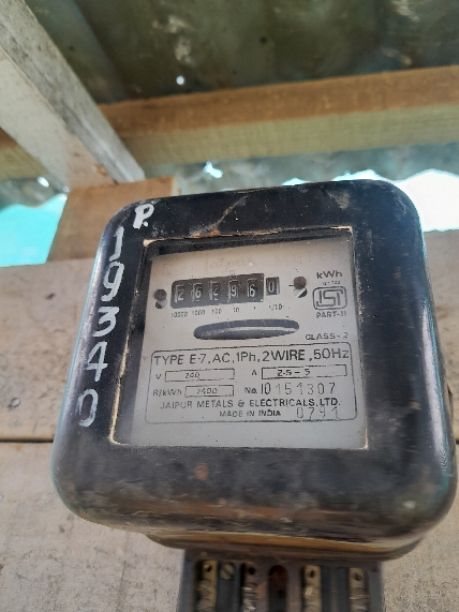 P.
19340
269960
10000 1000 100 10 1 1/10
kWh
ISI
PART-II
CLASS-2
TYPE E-7, AC, 1Ph, 2WIRE, 50Hz
V 240 A 2.5-5
R/kWh 2400 No. 10151307
JAIPUR METALS & ELECTRICALS, LTD.
MADE IN INDIA 0791